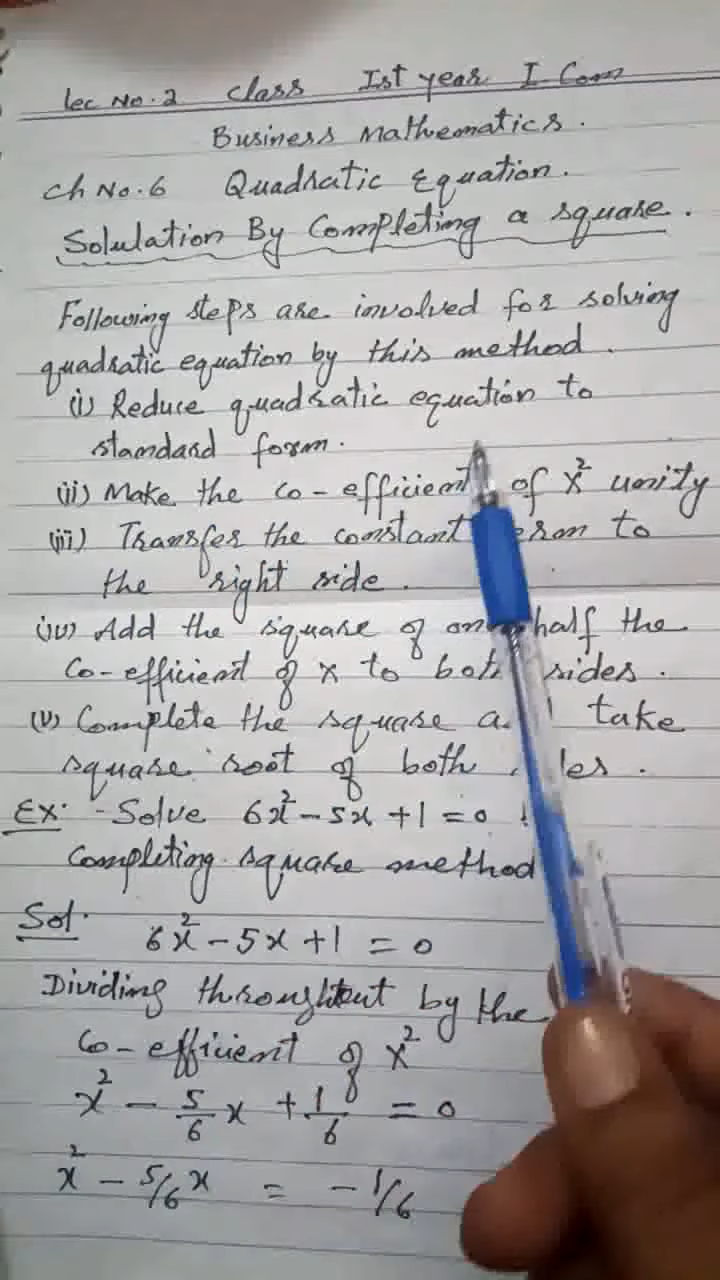 Lec No. 2 Class Ist year I Com
Business Mathematics.
Ch No. 6 Quadratic Equation.
Solulation By Completing a square.
Following steps are involved for solving
quadratic equation by this method.
(i) Reduce quadratic equation to
standard form.
(ii) Make the co-efficient of x² unity
(iii) Transfer the constant to
the right side.
(iv) Add the square of half the
Co-efficient of x to both sides.
(v) Complete the square take
square root of both
Ex:- Solve 6x² - 5x + 1 = 0
Completing square method
Sol.
6x² - 5x + 1 = 0
Dividing by the
Co-efficient of x²
x² - 5/6 x + 1/6 = 0
x² - 5/6 x = - 1/6